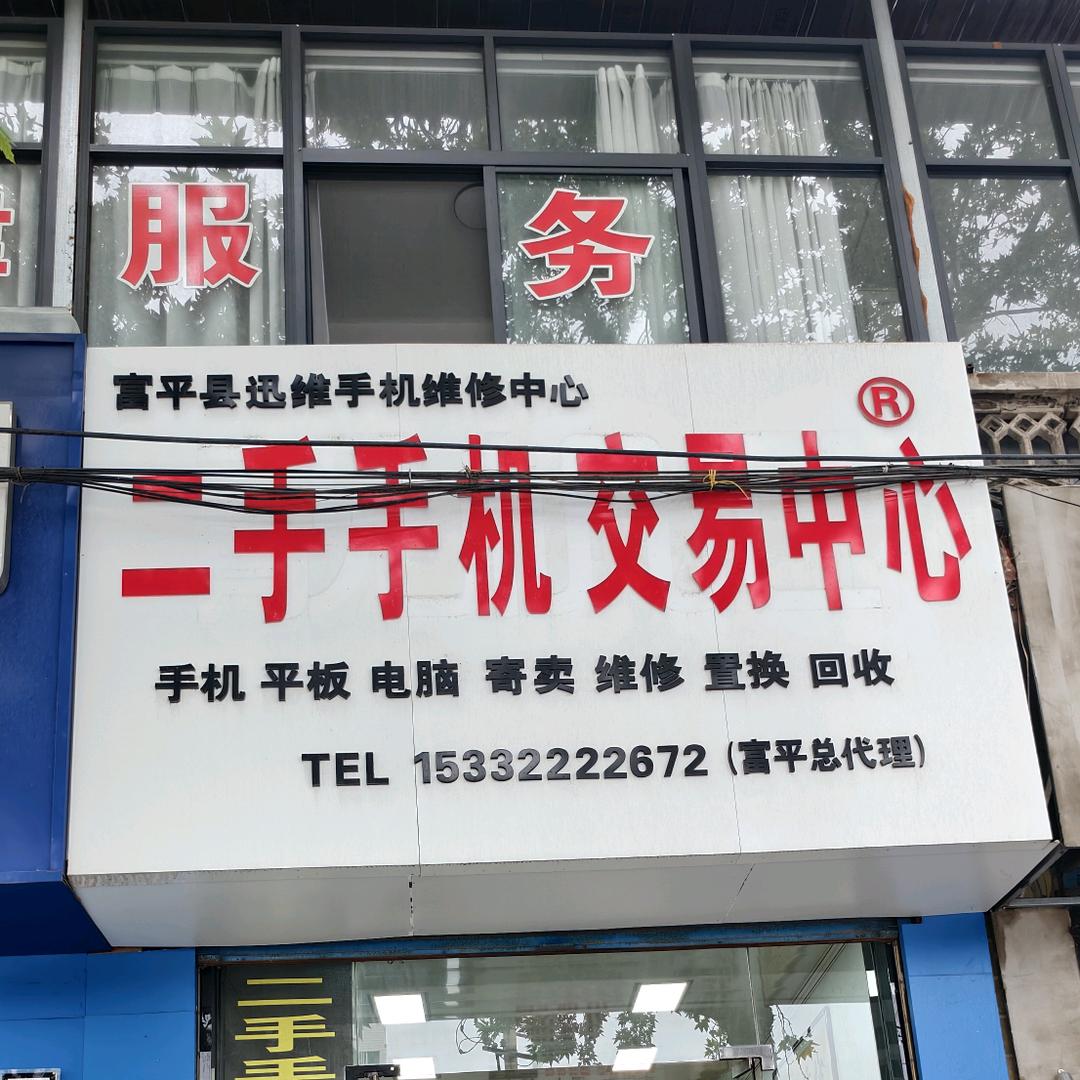 服 务
富平县迅维手机维修中心
®
二手手机交易中心
手机 平板 电脑 寄卖 维修 置换 回收
TEL 15332222672 (富平总代理)
二手